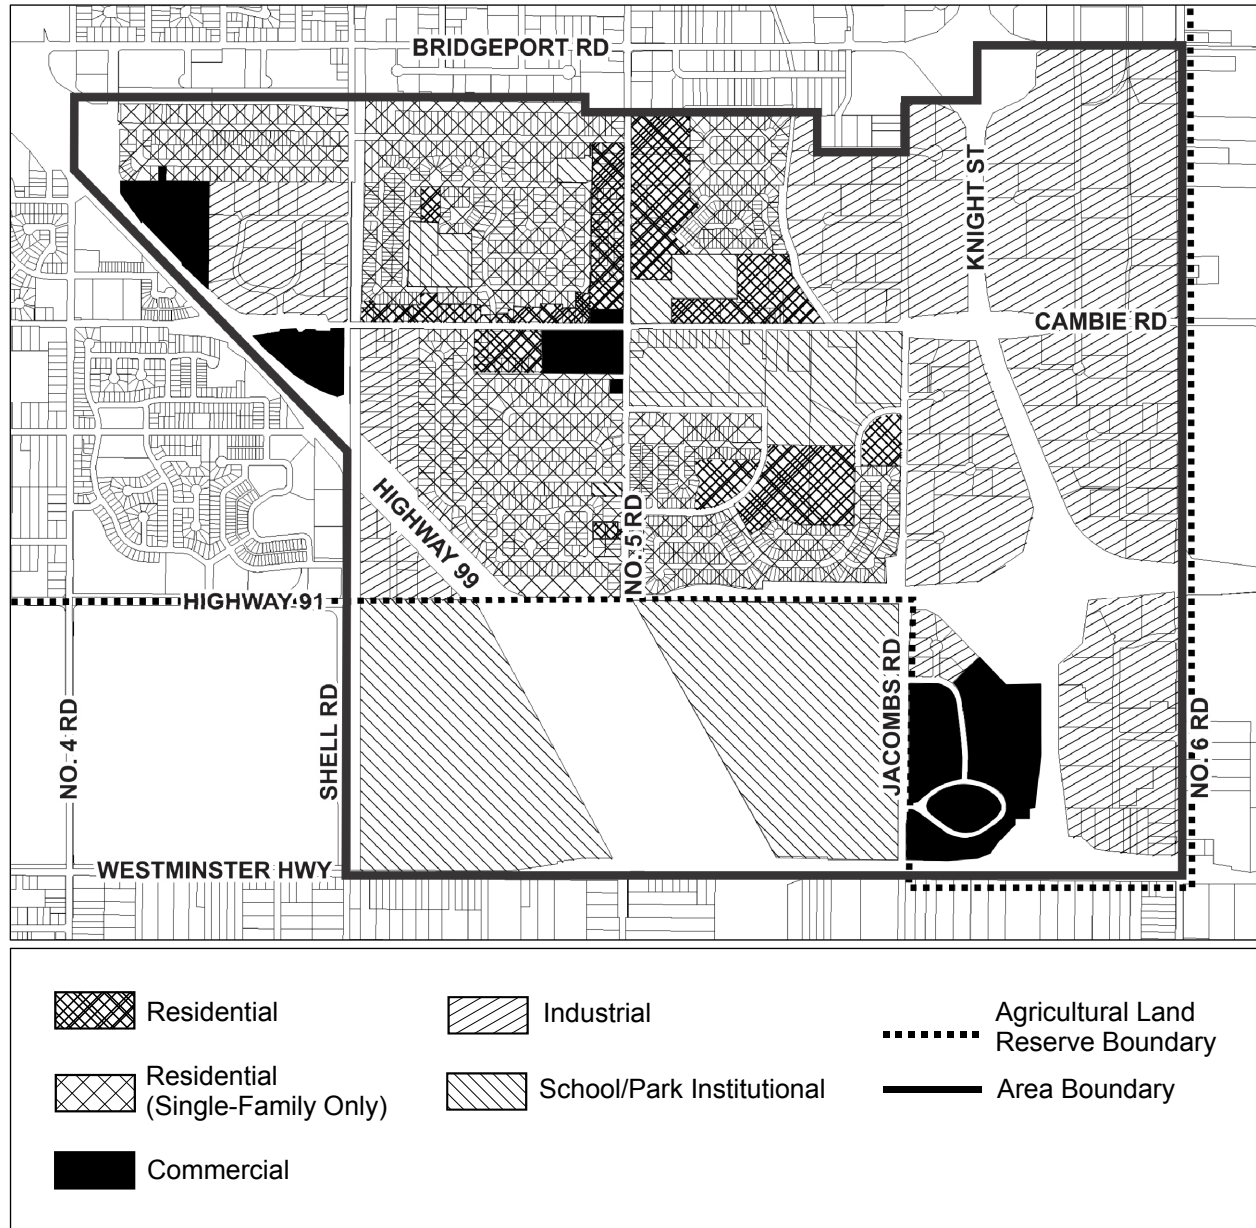 BRIDGEPORT RD
KNIGHT ST
CAMBIE RD
HIGHWAY 99
NO. 5 RD
HIGHWAY 91
NO. 4 RD
SHELL RD
JACOMBS RD
NO. 6 RD
WESTMINSTER HWY
Residential
Industrial
Agricultural Land
Reserve Boundary
Residential
(Single-Family Only)
School/Park Institutional
Area Boundary
Commercial